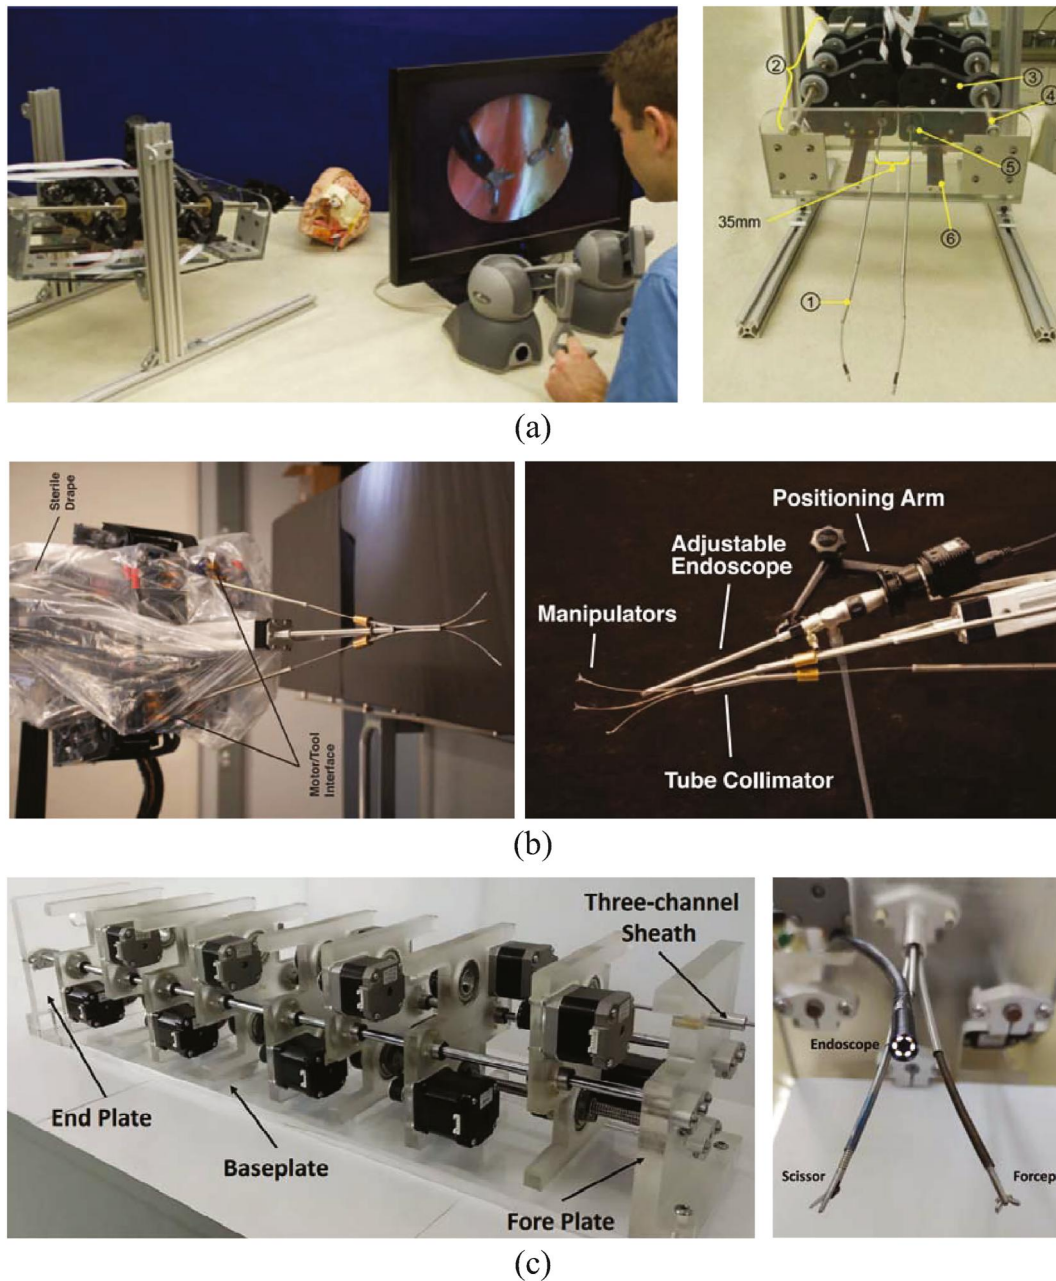 ②
③
④
⑤
35mm
⑥
①
(a)
Sterile
Drape
Motor/Tool
Interface
Positioning Arm
Adjustable
Endoscope
Manipulators
Tube Collimator
(b)
Three-channel
Sheath
End Plate
Baseplate
Fore Plate
Endoscope
Scissor
Forcep
(c)